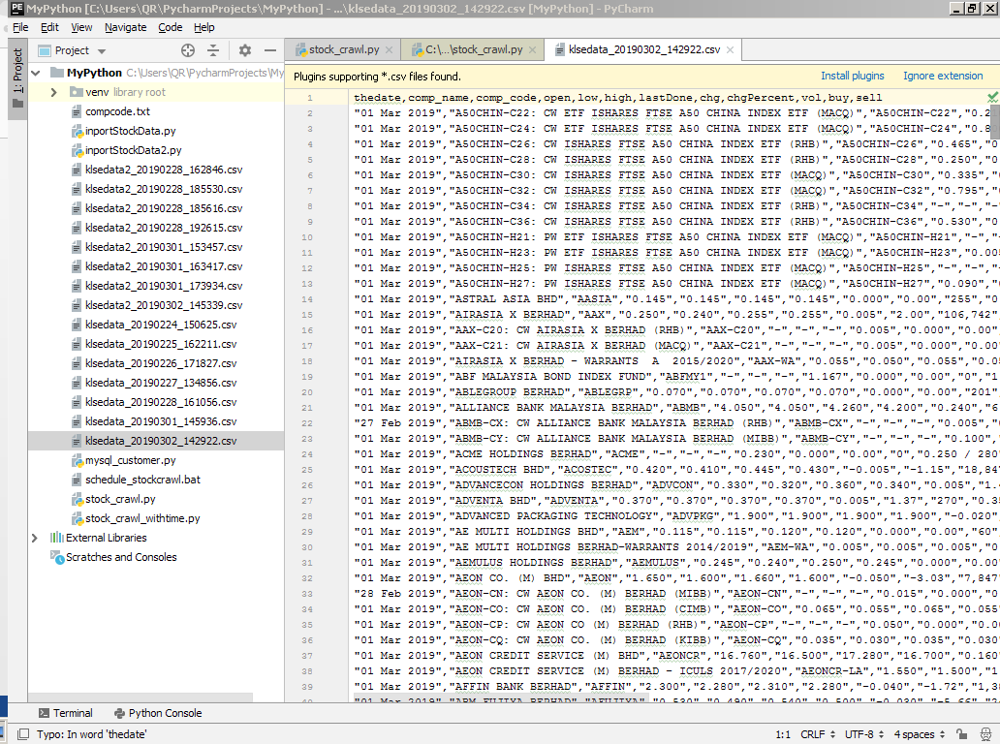 MyPython [C:\Users\QR\PycharmProjects\MyPython] - ...\klsedata_20190302_142922.csv [MyPython] - PyCharm
File Edit View Navigate Code Help
Project
stock_crawl.py
C:\...\stock_crawl.py
klsedata_20190302_142922.csv
1: Project
MyPython C:\Users\QR\PycharmProjects\My
venv library root
compcode.txt
inportStockData.py
inportStockData2.py
klsedata2_20190228_162846.csv
klsedata2_20190228_185530.csv
klsedata2_20190228_185616.csv
klsedata2_20190228_192615.csv
klsedata2_20190301_153457.csv
klsedata2_20190301_163417.csv
klsedata2_20190301_173934.csv
klsedata2_20190302_145339.csv
klsedata_20190224_150625.csv
klsedata_20190225_162211.csv
klsedata_20190226_171827.csv
klsedata_20190227_134856.csv
klsedata_20190228_161056.csv
klsedata_20190301_145936.csv
klsedata_20190302_142922.csv
mysql_customer.py
schedule_stockcrawl.bat
stock_crawl.py
stock_crawl_withtime.py
External Libraries
Scratches and Consoles
Plugins supporting *.csv files found. Install plugins Ignore extension
1 thedate,comp_name,comp_code,open,low,high,lastDone,chg,chgPercent,vol,buy,sell
2 "01 Mar 2019","A50CHIN-C22: CW ETF ISHARES FTSE A50 CHINA INDEX ETF (MACQ)","A50CHIN-C22","0.2
3 "01 Mar 2019","A50CHIN-C24: CW ETF ISHARES FTSE A50 CHINA INDEX ETF (MACQ)","A50CHIN-C24","0.8
4 "01 Mar 2019","A50CHIN-C26: CW ISHARES FTSE A50 CHINA INDEX ETF (RHB)","A50CHIN-C26","0.465","0
5 "01 Mar 2019","A50CHIN-C28: CW ISHARES FTSE A50 CHINA INDEX ETF (RHB)","A50CHIN-C28","0.250","0
6 "01 Mar 2019","A50CHIN-C30: CW ISHARES FTSE A50 CHINA INDEX ETF (MACQ)","A50CHIN-C30","0.335","
7 "01 Mar 2019","A50CHIN-C32: CW ISHARES FTSE A50 CHINA INDEX ETF (MACQ)","A50CHIN-C32","0.795","
8 "01 Mar 2019","A50CHIN-C34: CW ISHARES FTSE A50 CHINA INDEX ETF (RHB)","A50CHIN-C34","-","-","
9 "01 Mar 2019","A50CHIN-C36: CW ISHARES FTSE A50 CHINA INDEX ETF (RHB)","A50CHIN-C36","0.530","0
10 "01 Mar 2019","A50CHIN-H21: PW ETF ISHARES FTSE A50 CHINA INDEX ETF (MACQ)","A50CHIN-H21","-","
11 "01 Mar 2019","A50CHIN-H23: PW ETF ISHARES FTSE A50 CHINA INDEX ETF (MACQ)","A50CHIN-H23","0.005
12 "01 Mar 2019","A50CHIN-H25: PW ISHARES FTSE A50 CHINA INDEX ETF (MACQ)","A50CHIN-H25","-","-","
13 "01 Mar 2019","A50CHIN-H27: PW ISHARES FTSE A50 CHINA INDEX ETF (MACQ)","A50CHIN-H27","0.090","
14 "01 Mar 2019","ASTRAL ASIA BHD","AASIA","0.145","0.145","0.145","0.145","0.000","0.00","255","0
15 "01 Mar 2019","AIRASIA X BERHAD","AAX","0.250","0.240","0.255","0.255","0.005","2.00","106,742"
16 "01 Mar 2019","AAX-C20: CW AIRASIA X BERHAD (RHB)","AAX-C20","-","-","-","0.005","0.000","0.00"
17 "01 Mar 2019","AAX-C21: CW AIRASIA X BERHAD (MACQ)","AAX-C21","-","-","-","0.005","0.000","0.00
18 "01 Mar 2019","AIRASIA X BERHAD - WARRANTS A 2015/2020","AAX-WA","0.055","0.050","0.055","0.05
19 "01 Mar 2019","ABF MALAYSIA BOND INDEX FUND","ABFMY1","-","-","-","1.167","0.000","0.00","0","1
20 "01 Mar 2019","ABLEGROUP BERHAD","ABLEGRP","0.070","0.070","0.070","0.070","0.000","0.00","201"
21 "01 Mar 2019","ALLIANCE BANK MALAYSIA BERHAD","ABMB","4.050","4.050","4.260","4.200","0.240","6
22 "27 Feb 2019","ABMB-CX: CW ALLIANCE BANK MALAYSIA BERHAD (RHB)","ABMB-CX","-","-","-","0.005","
23 "01 Mar 2019","ABMB-CY: CW ALLIANCE BANK MALAYSIA BERHAD (MIBB)","ABMB-CY","-","-","-","0.100",
24 "01 Mar 2019","ACME HOLDINGS BERHAD","ACME","-","-","-","0.230","0.000","0.00","0","0.250 / 280
25 "01 Mar 2019","ACOUSTECH BHD","ACOSTEC","0.420","0.410","0.445","0.430","-0.005","-1.15","18,84
26 "01 Mar 2019","ADVANCECON HOLDINGS BERHAD","ADVCON","0.330","0.320","0.360","0.340","0.005","1.4
27 "01 Mar 2019","ADVENTA BHD","ADVENTA","0.370","0.370","0.370","0.370","0.005","1.37","270","0.35
28 "01 Mar 2019","ADVANCED PACKAGING TECHNOLOGY","ADVPKG","1.900","1.900","1.900","1.900","-0.020"
29 "01 Mar 2019","AE MULTI HOLDINGS BHD","AEM","0.115","0.115","0.120","0.120","0.000","0.00","60"
30 "01 Mar 2019","AE MULTI HOLDINGS BERHAD-WARRANTS 2014/2019","AEM-WA","-","-","-","0.005","0.00
31 "01 Mar 2019","AEMULUS HOLDINGS BERHAD","AEMULUS","0.245","0.240","0.250","0.245","0.000","0.00
32 "01 Mar 2019","AEON CO. (M) BHD","AEON","1.650","1.600","1.660","1.600","-0.050","-3.03","7,847
33 "28 Feb 2019","AEON-CN: CW AEON CO. (M) BERHAD (MIBB)","AEON-CN","-","-","-","0.015","0.000","
34 "01 Mar 2019","AEON-CO: CW AEON CO. (M) BERHAD (CIMB)","AEON-CO","0.065","0.055","0.065","0.055
35 "01 Mar 2019","AEON-CP: CW AEON CO (M) BERHAD (RHB)","AEON-CP","-","-","-","0.050","0.000","0.0
36 "01 Mar 2019","AEON-CQ: CW AEON CO. (M) BERHAD (KIBB)","AEON-CQ","0.035","0.030","0.035","0.030
37 "01 Mar 2019","AEON CREDIT SERVICE (M) BHD","AEONCR","16.760","16.500","17.280","16.700","0.160
38 "01 Mar 2019","AEON CREDIT SERVICE (M) BERHAD - ICULS 2017/2020","AEONCR-LA","1.550","1.500","1
39 "01 Mar 2019","AFFIN BANK BERHAD","AFFIN","2.300","2.280","2.310","2.280","-0.040","-1.72","1,3
Terminal Python Console
Typo: In word 'thedate' 1:1 CRLF UTF-8 4 spaces